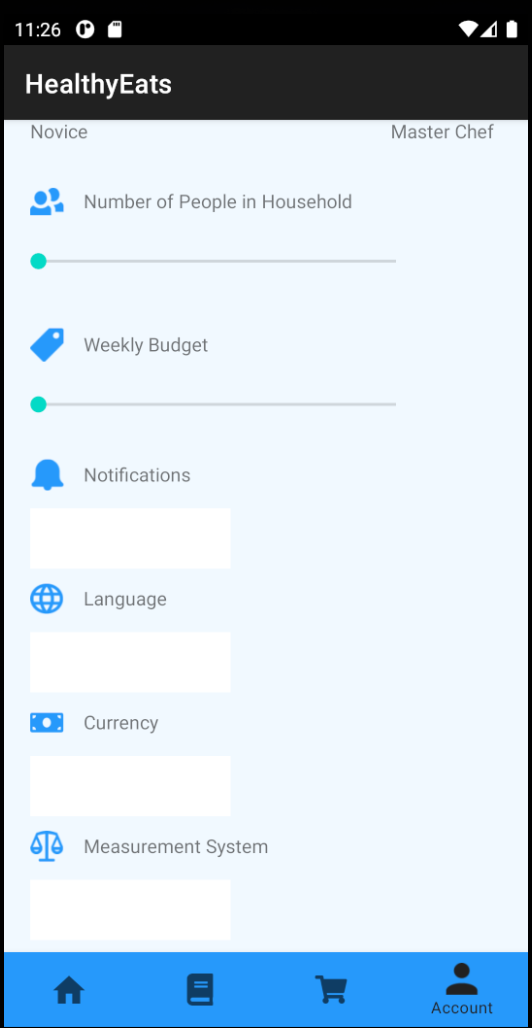 11:26
HealthyEats
Novice Master Chef
Number of People in Household
Weekly Budget
Notifications
Language
Currency
Measurement System
Account